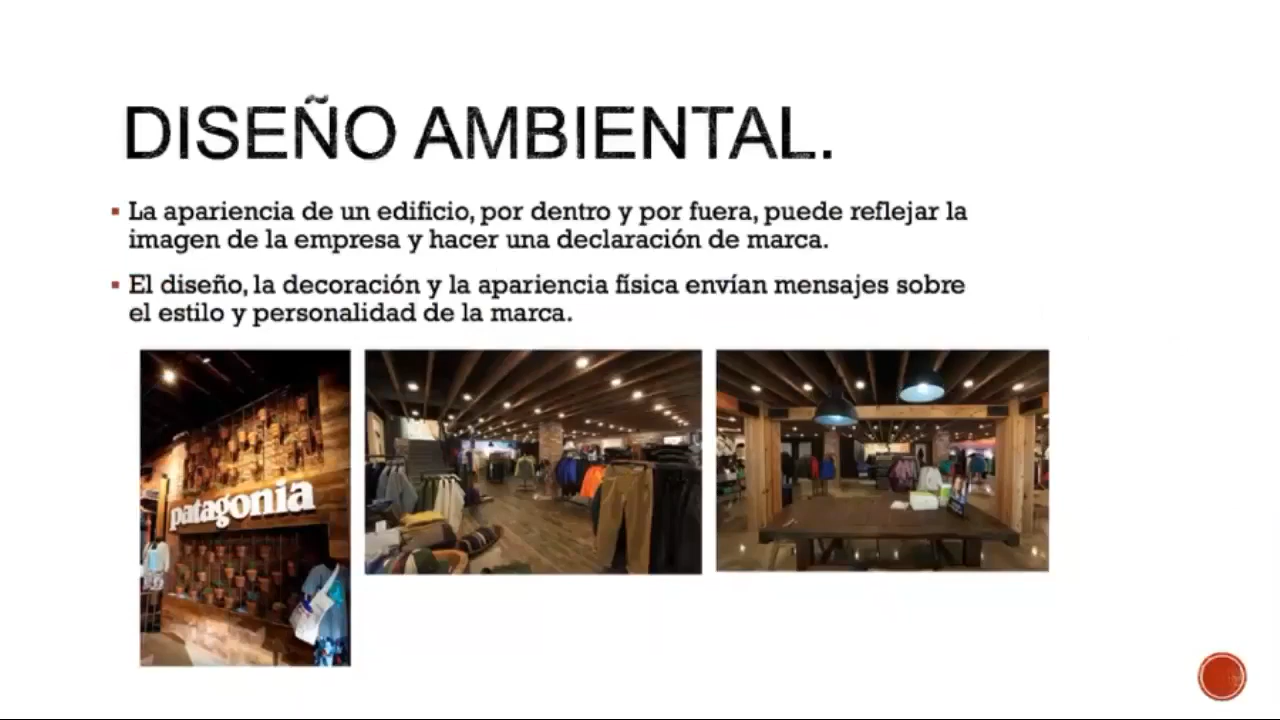 DISEÑO AMBIENTAL.
▪ La apariencia de un edificio, por dentro y por fuera, puede reflejar la
imagen de la empresa y hacer una declaración de marca.
▪ El diseño, la decoración y la apariencia física envían mensajes sobre
el estilo y personalidad de la marca.
patagonia